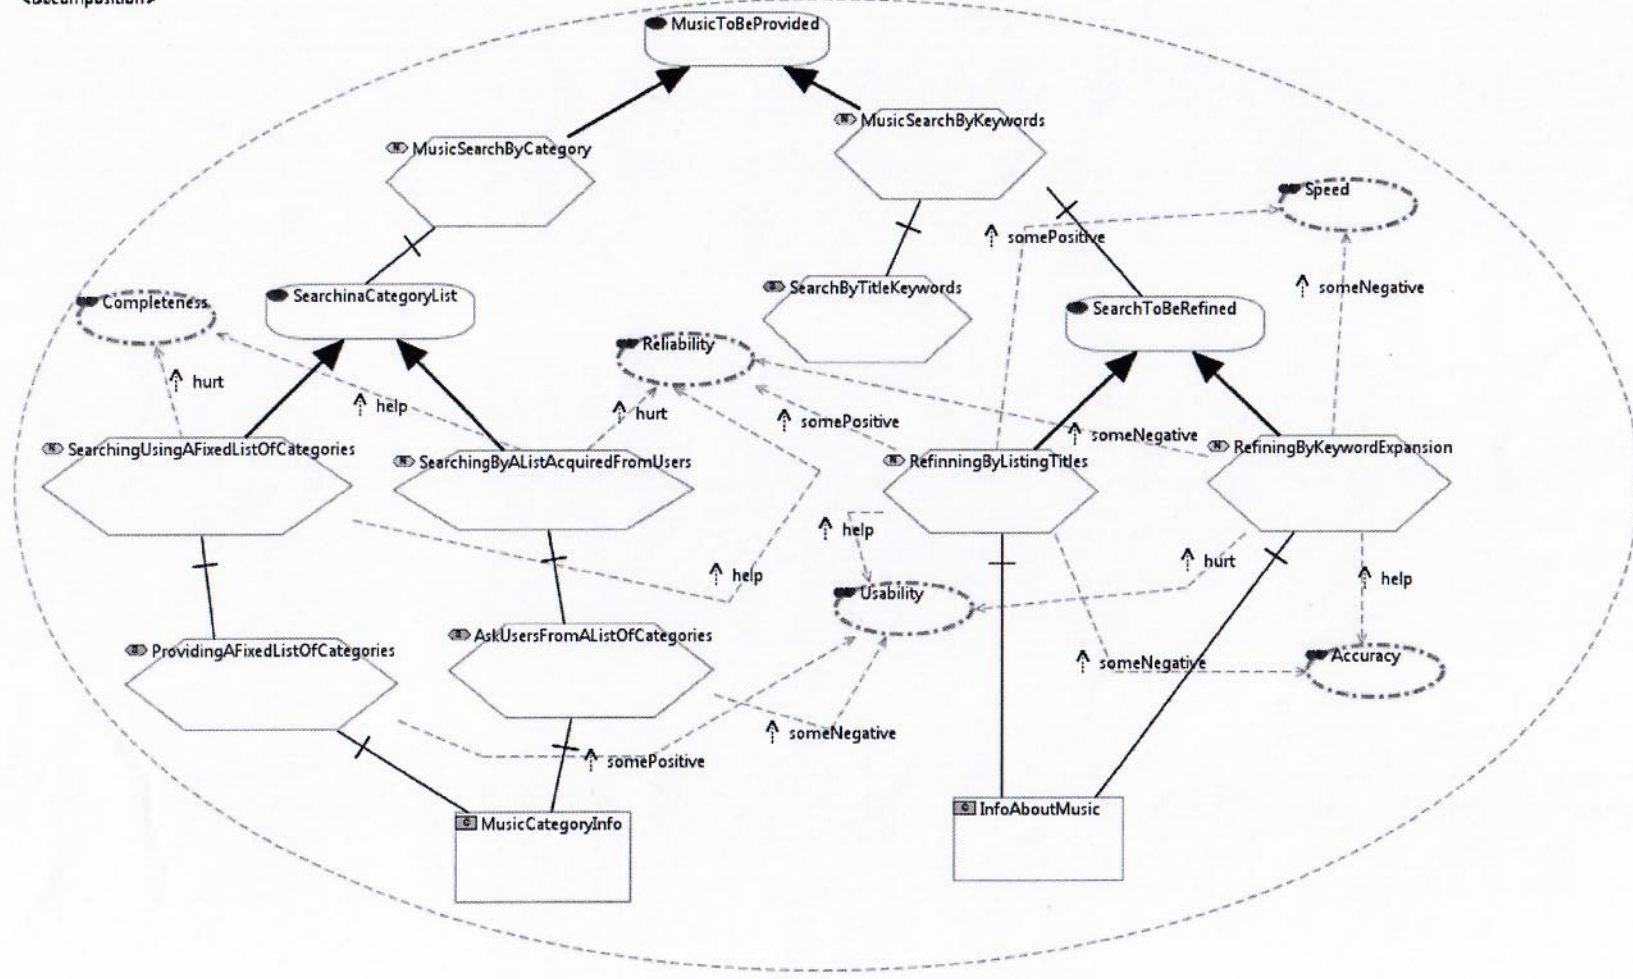 <Decomposition>
MusicToBeProvided
N MusicSearchByKeywords
N MusicSearchByCategory
Speed
somePositive
SearchByTitleKeywords
someNegative
SearchinaCategoryList
Completeness
SearchToBeRefined
Reliability
hurt
help
hurt
somePositive
someNegative
N SearchingUsingAFixedListOfCategories
N SearchingByAListAcquiredFromUsers
N RefinningByListingTitles
N RefiningByKeywordExpansion
help
hurt
help
help
Usability
AskUsersFromAListOfCategories
ProvidingAFixedListOfCategories
someNegative
Accuracy
someNegative
somePositive
C InfoAboutMusic
C MusicCategoryInfo